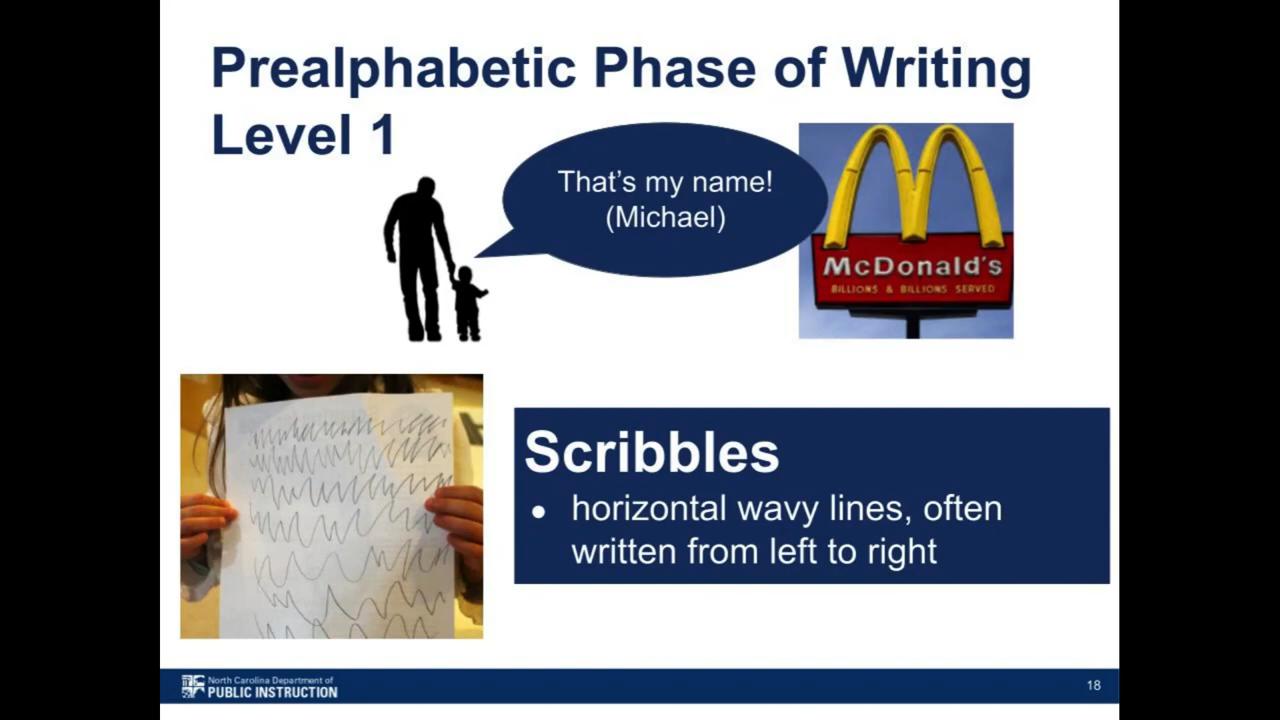 Prealphabetic Phase of Writing
Level 1
That's my name!
(Michael)
McDonald's
BILLIONS & BILLIONS SERVED
Scribbles
• horizontal wavy lines, often
written from left to right
North Carolina Department of
PUBLIC INSTRUCTION
18